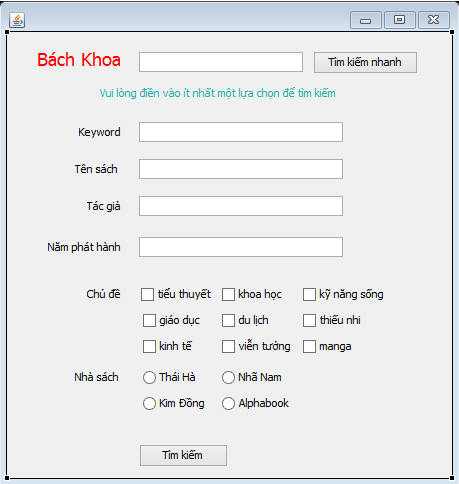 Bách Khoa Tìm kiếm nhanh
Vui lòng điền vào ít nhất một lựa chọn để tìm kiếm
Keyword
Tên sách
Tác giả
Năm phát hành
Chủ đề tiểu thuyết khoa học kỹ năng sống
giáo dục du lịch thiếu nhi
kinh tế viễn tưởng manga
Nhà sách Thái Hà Nhã Nam
Kim Đồng Alphabook
Tìm kiếm